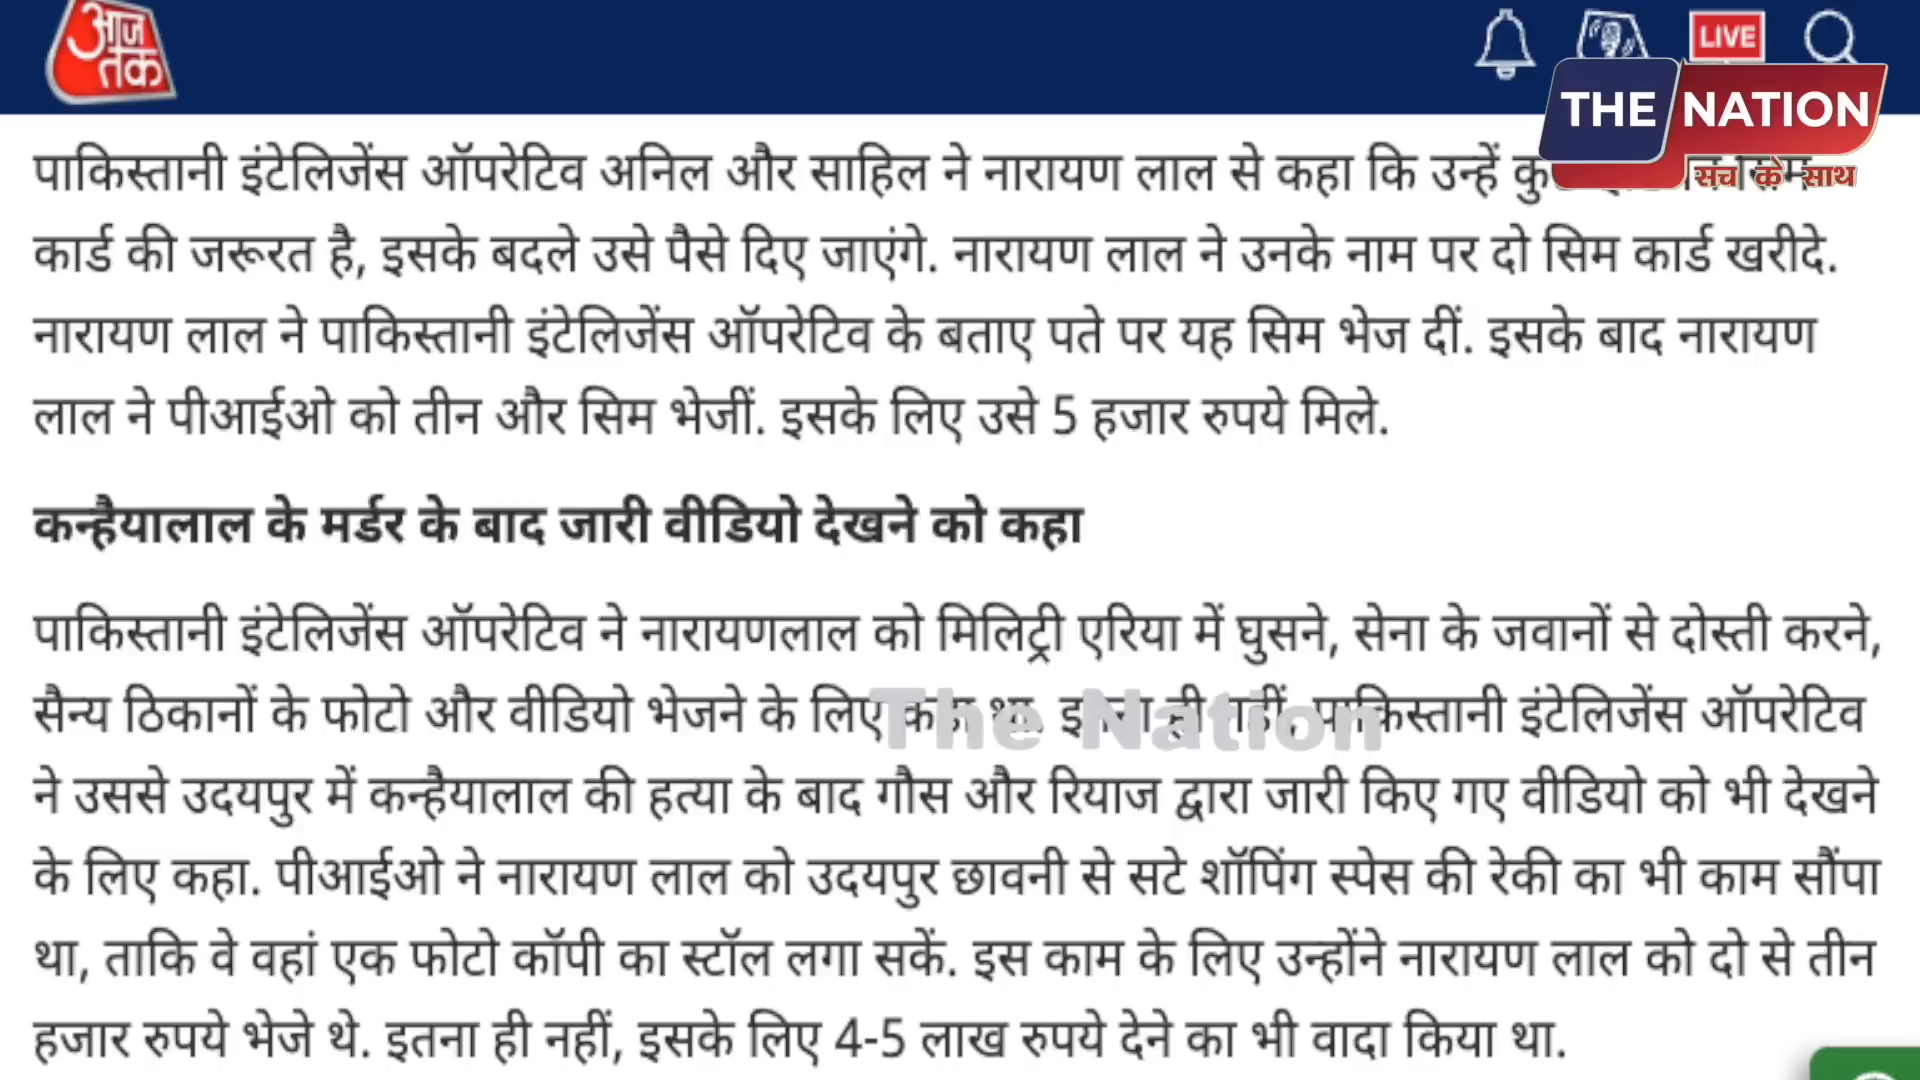 आज तक
LIVE
THE NATION
सच के साथ
पाकिस्तानी इंटेलिजेंस ऑपरेटिव अनिल और साहिल ने नारायण लाल से कहा कि उन्हें
कार्ड की जरूरत है, इसके बदले उसे पैसे दिए जाएंगे. नारायण लाल ने उनके नाम पर दो सिम कार्ड खरीदे.
नारायण लाल ने पाकिस्तानी इंटेलिजेंस ऑपरेटिव के बताए पते पर यह सिम भेज दीं. इसके बाद नारायण
लाल ने पीआईओ को तीन और सिम भेजीं. इसके लिए उसे 5 हजार रुपये मिले.
कन्हैयालाल के मर्डर के बाद जारी वीडियो देखने को कहा
पाकिस्तानी इंटेलिजेंस ऑपरेटिव ने नारायणलाल को मिलिट्री एरिया में घुसने, सेना के जवानों से दोस्ती करने,
सैन्य ठिकानों के फोटो और वीडियो भेजने के लिए कहा था. इतना ही नहीं, पाकिस्तानी इंटेलिजेंस ऑपरेटिव
The Nation
ने उससे उदयपुर में कन्हैयालाल की हत्या के बाद गौस और रियाज द्वारा जारी किए गए वीडियो को भी देखने
के लिए कहा. पीआईओ ने नारायण लाल को उदयपुर छावनी से सटे शॉपिंग स्पेस की रेकी का भी काम सौंपा
था, ताकि वे वहां एक फोटो कॉपी का स्टॉल लगा सकें. इस काम के लिए उन्होंने नारायण लाल को दो से तीन
हजार रुपये भेजे थे. इतना ही नहीं, इसके लिए 4-5 लाख रुपये देने का भी वादा किया था.